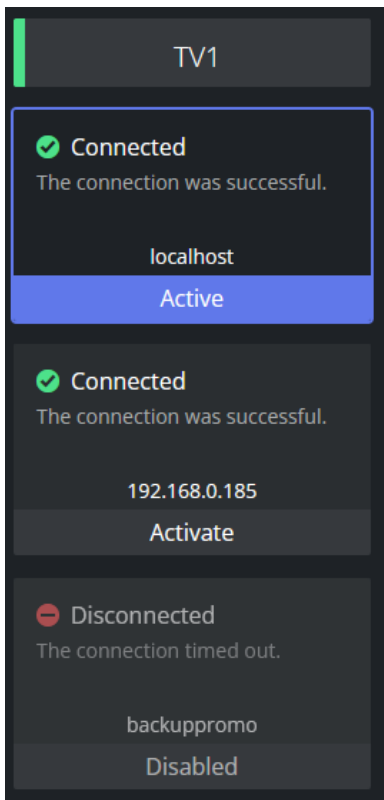 TV1
Connected
The connection was successful.
localhost
Active
Connected
The connection was successful.
192.168.0.185
Activate
Disconnected
The connection timed out.
backuppromo
Disabled